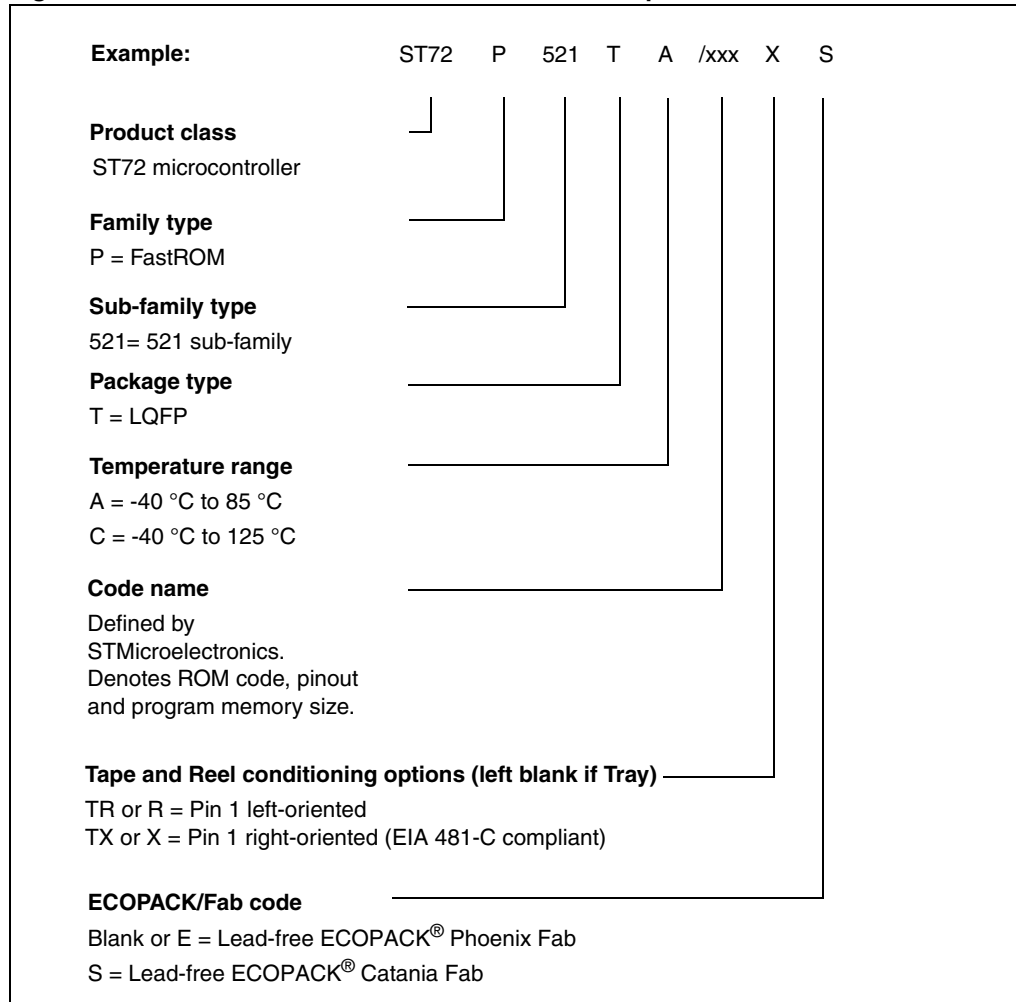 Example: ST72 P 521 T A /xxx X S
Product class
ST72 microcontroller
Family type
P = FastROM
Sub-family type
521= 521 sub-family
Package type
T = LQFP
Temperature range
A = -40 °C to 85 °C
C = -40 °C to 125 °C
Code name
Defined by
STMicroelectronics.
Denotes ROM code, pinout
and program memory size.
Tape and Reel conditioning options (left blank if Tray)
TR or R = Pin 1 left-oriented
TX or X = Pin 1 right-oriented (EIA 481-C compliant)
ECOPACK/Fab code
Blank or E = Lead-free ECOPACK® Phoenix Fab
S = Lead-free ECOPACK® Catania Fab